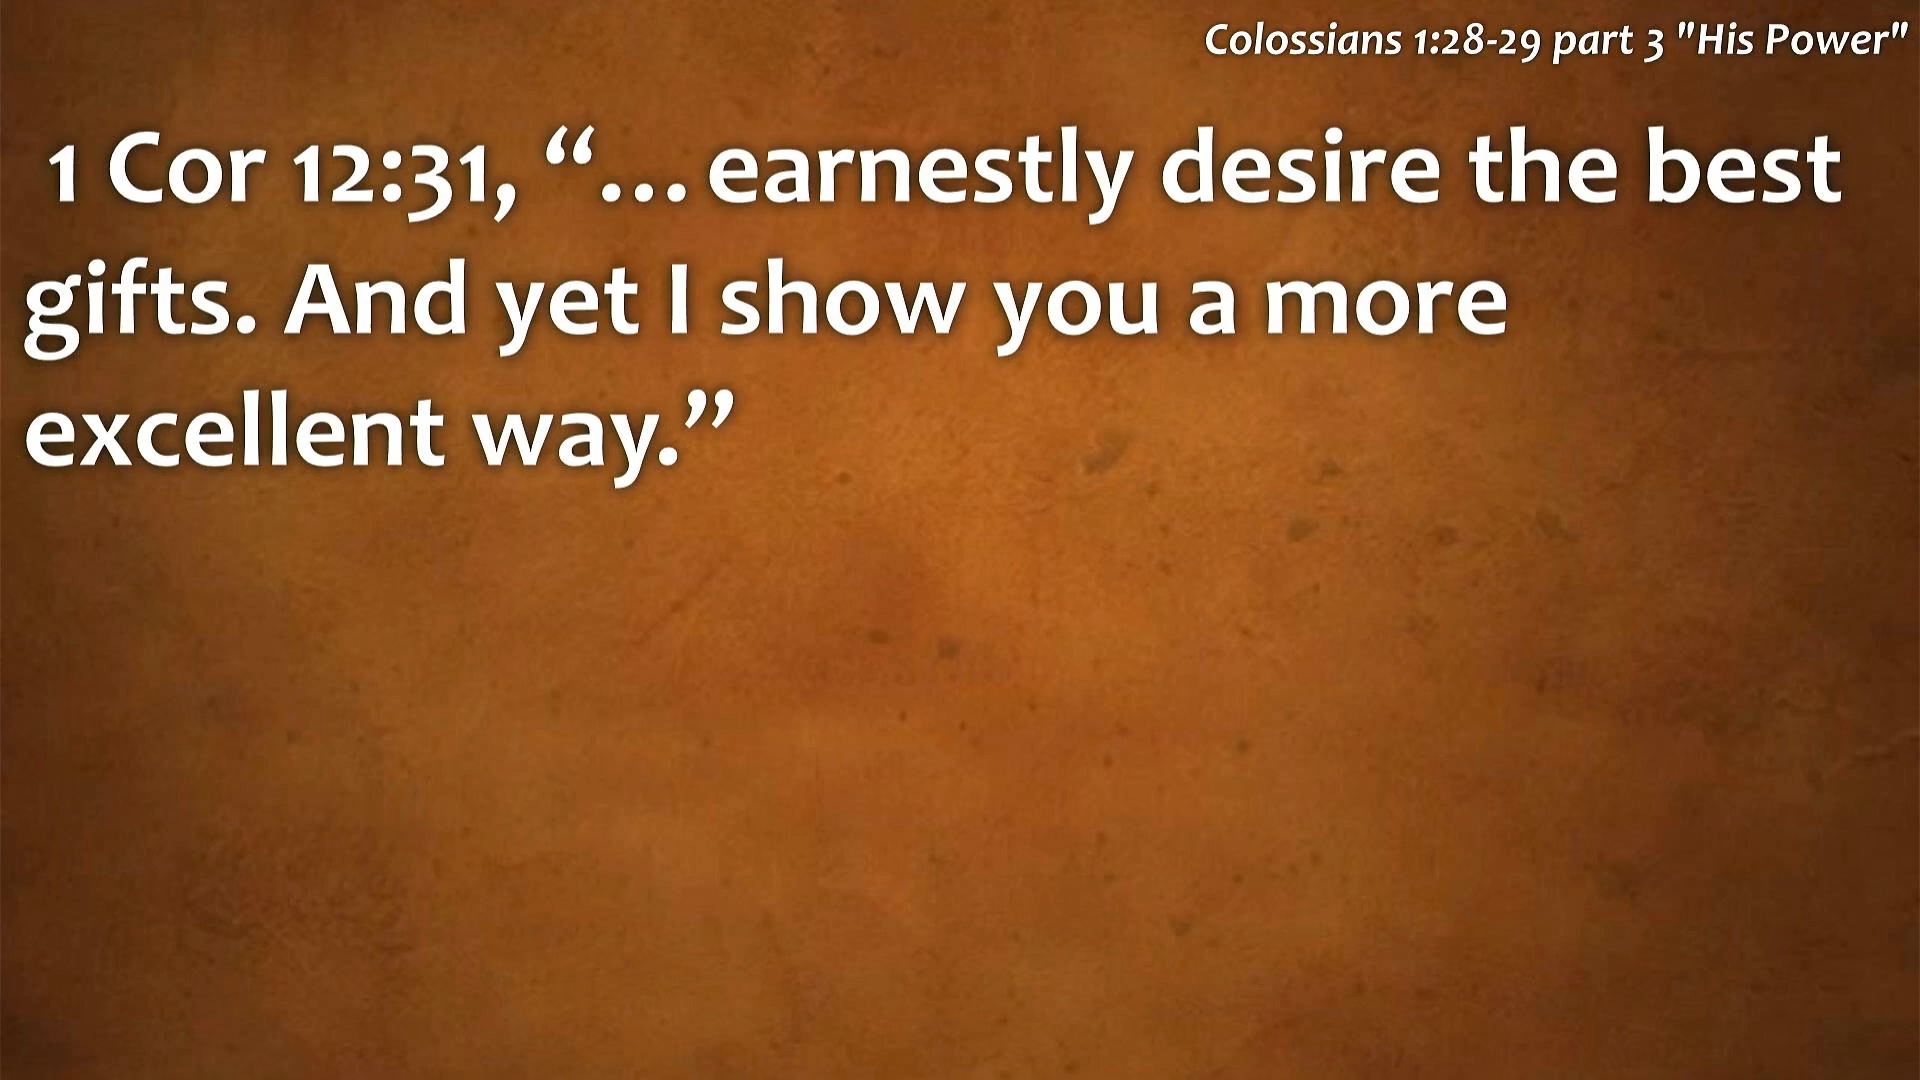 Colossians 1:28-29 part 3 "His Power"
1 Cor 12:31, “… earnestly desire the best
gifts. And yet I show you a more
excellent way.”